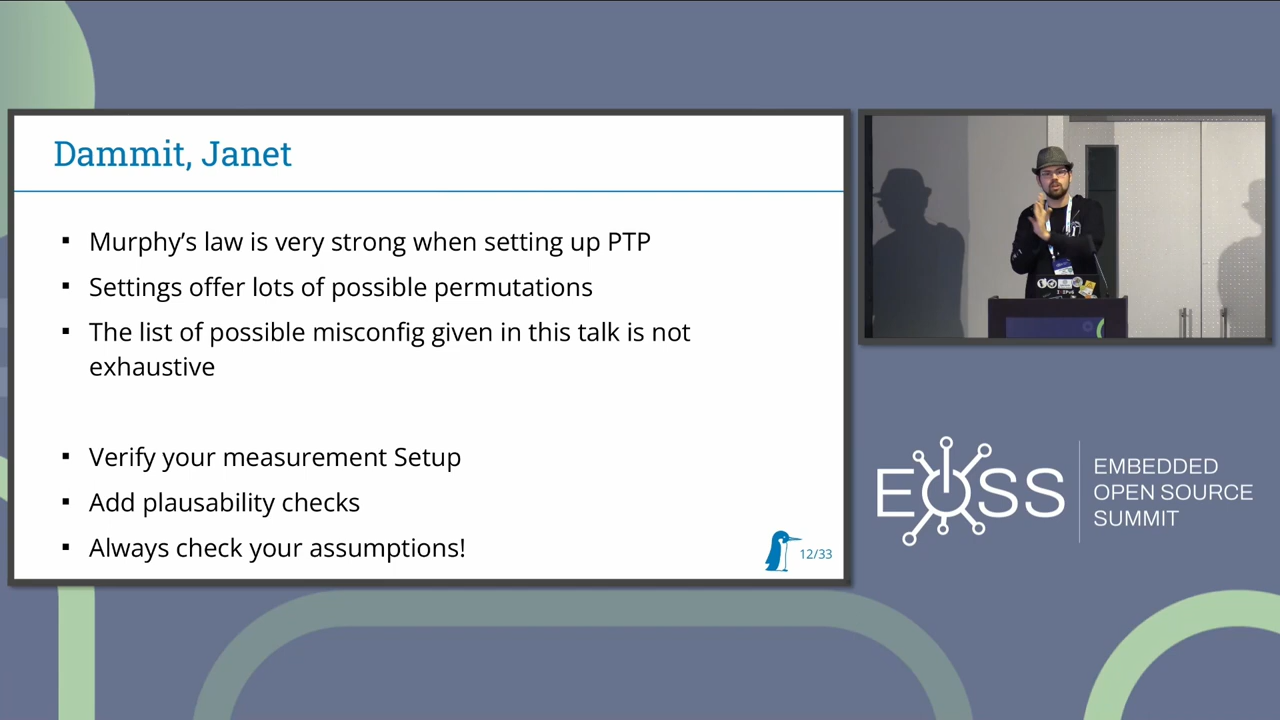 Dammit, Janet
▪ Murphy's law is very strong when setting up PTP
▪ Settings offer lots of possible permutations
▪ The list of possible misconfig given in this talk is not
exhaustive
▪ Verify your measurement Setup
▪ Add plausability checks
▪ Always check your assumptions!
12/33
EOSS
EMBEDDED
OPEN SOURCE
SUMMIT